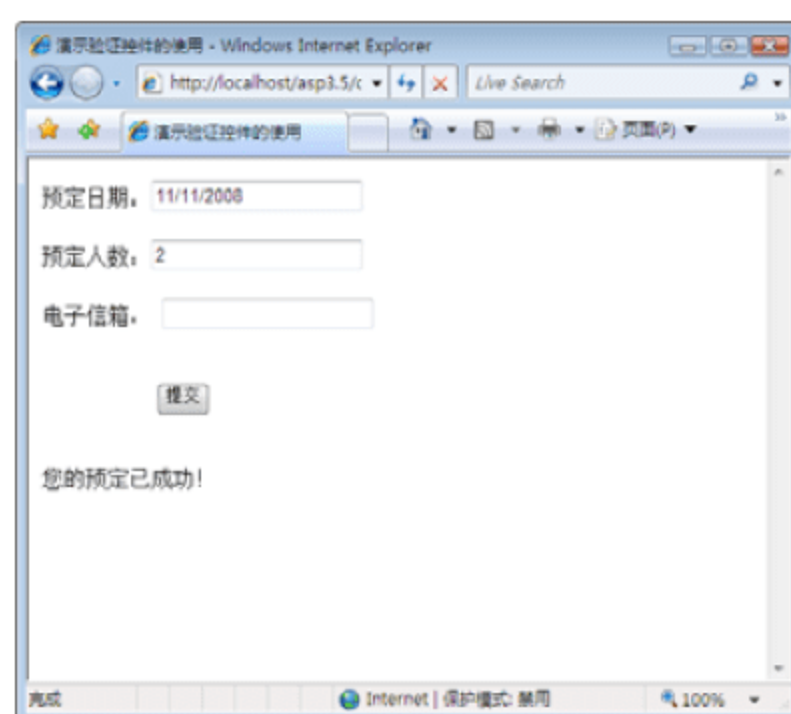 演示验证控件的使用 - Windows Internet Explorer
http://localhost/asp3.5/c
Live Search
演示验证控件的使用
页面(P)
预定日期: 11/11/2008
预定人数: 2
电子信箱:
提交
您的预定已成功!
完成
Internet | 保护模式: 禁用
100%